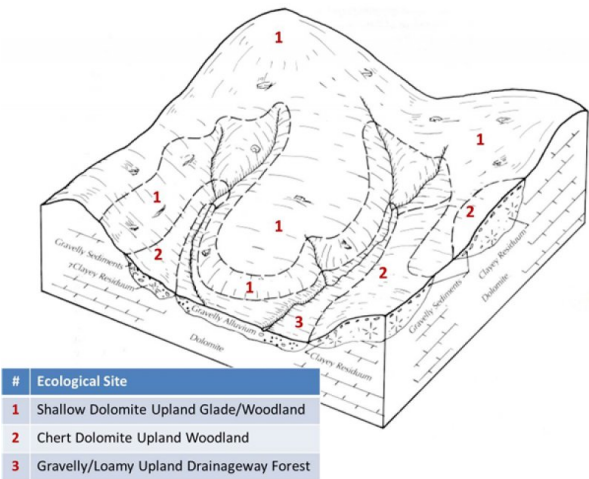 1
1
1
1
2
2
2
1
3
Gravelly Sediments
Clayey Residuum
Gravelly Alluvium
Dolomite
Clayey Residuum
Gravelly Sediments
Clayey Residuum
Dolomite
# Ecological Site
1 Shallow Dolomite Upland Glade/Woodland
2 Chert Dolomite Upland Woodland
3 Gravelly/Loamy Upland Drainageway Forest